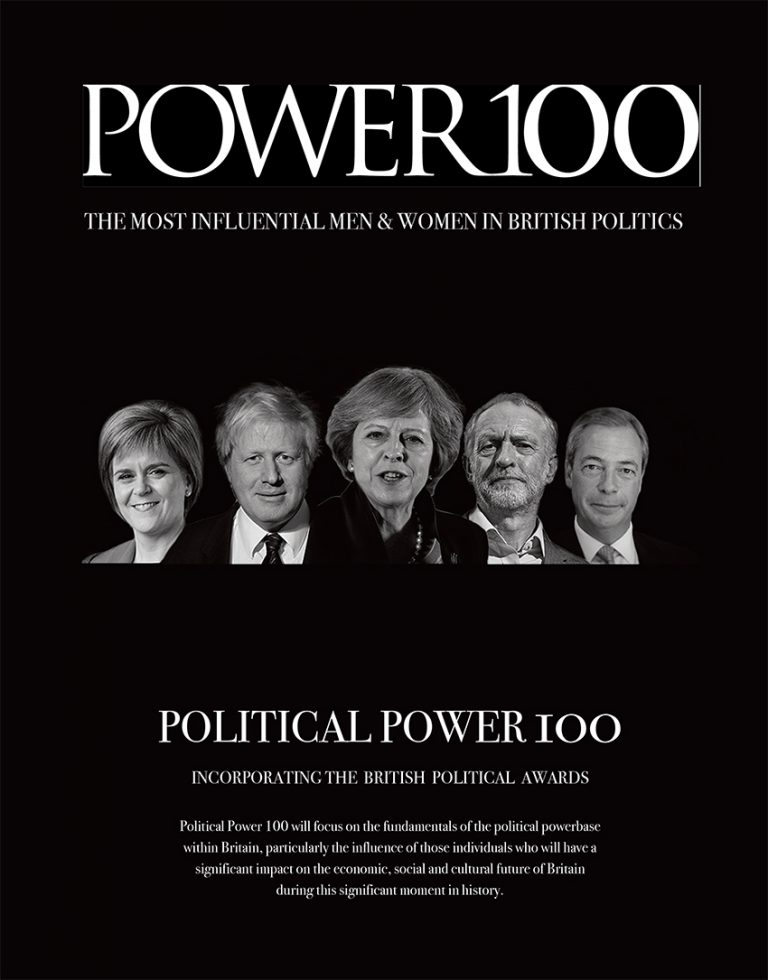 POWER100
THE MOST INFLUENTIAL MEN & WOMEN IN BRITISH POLITICS
POLITICAL POWER 100
INCORPORATING THE BRITISH POLITICAL AWARDS
Political Power 100 will focus on the fundamentals of the political powerbase
within Britain, particularly the influence of those individuals who will have a
significant impact on the economic, social and cultural future of Britain
during this significant moment in history.